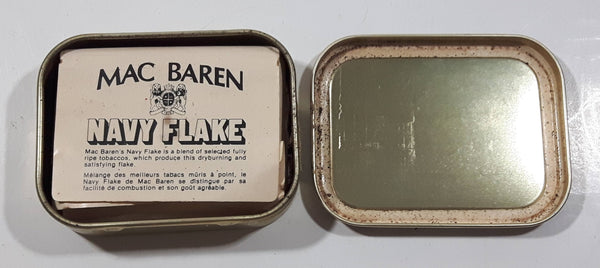 MAC BAREN
NAVY FLAKE
Mac Baren's Navy Flake is a blend of selected fully
ripe tobaccos, which produce this dryburning and
satisfying flake.
Mélange des meilleurs tabacs mûris à point, le
Navy Flake de Mac Baren se distingue par sa
facilité de combustion et son goût agréable.